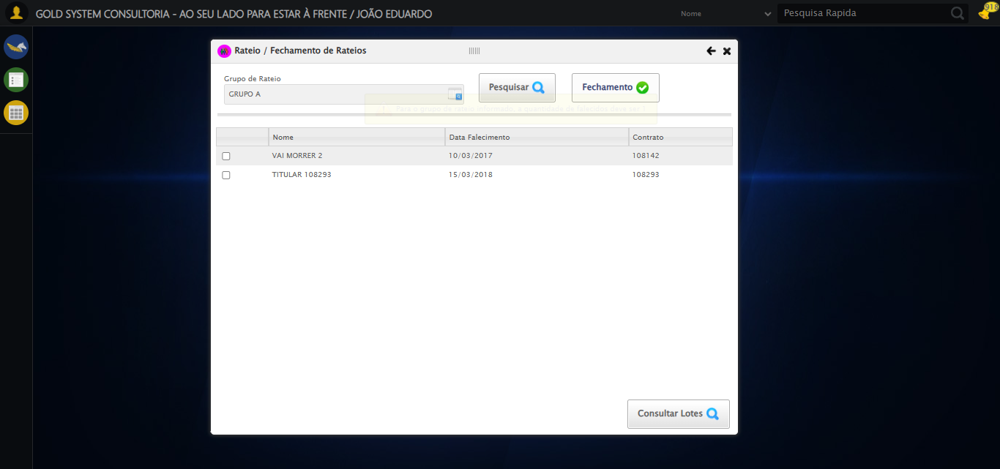 GOLD SYSTEM CONSULTORIA - AO SEU LADO PARA ESTAR À FRENTE / JOÃO EDUARDO
Nome
Pesquisa Rapida
918
Rateio / Fechamento de Rateios
Grupo de Rateio
GRUPO A
Pesquisar
Fechamento
Para o grupo de rateio informado, a quantidade de falecidos deve ser
Nome Data Falecimento Contrato
VAI MORRER 2 10/03/2017 108142
TITULAR 108293 15/03/2018 108293
Consultar Lotes